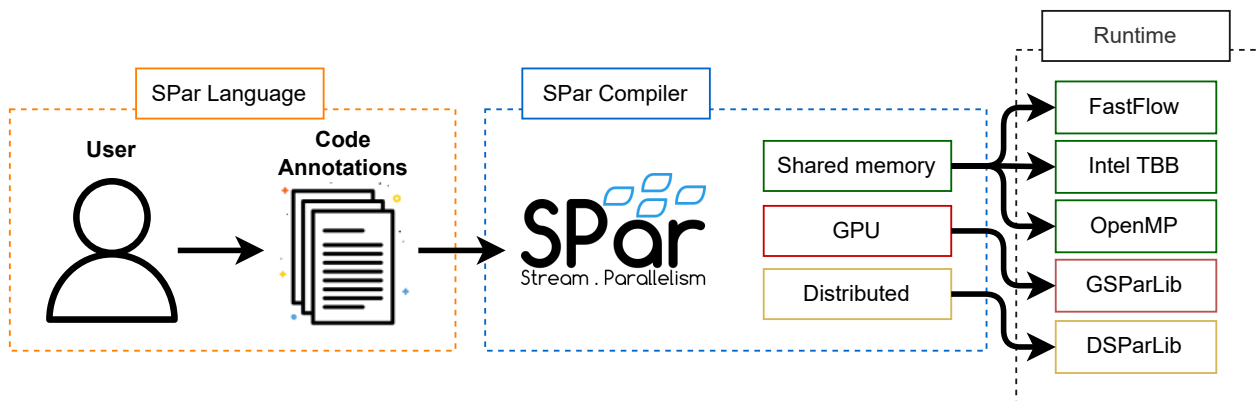 SPar Language
User
Code
Annotations
SPar Compiler
SPar
Stream . Parallelism
Shared memory
GPU
Distributed
Runtime
FastFlow
Intel TBB
OpenMP
GSParLib
DSParLib